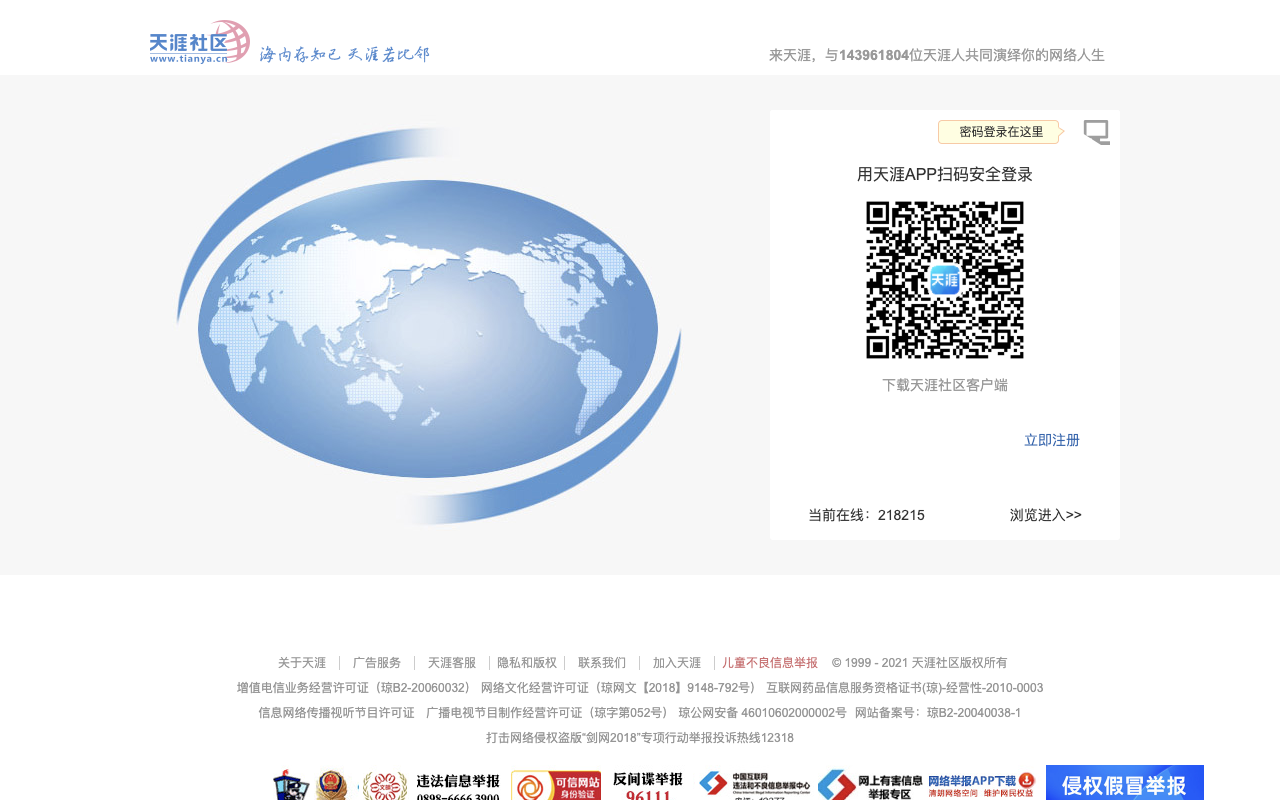 天涯社区
www.tianya.cn
海内存知己 天涯若比邻
来天涯，与143961804位天涯人共同演绎你的网络人生
密码登录在这里
用天涯APP扫码安全登录
天涯
下载天涯社区客户端
立即注册
当前在线：218215
浏览进入>>
关于天涯 广告服务 天涯客服 隐私和版权 联系我们 加入天涯 儿童不良信息举报 © 1999 - 2021 天涯社区版权所有
增值电信业务经营许可证（琼B2-20060032） 网络文化经营许可证（琼网文【2018】9148-792号） 互联网药品信息服务资格证书(琼)-经营性-2010-0003
信息网络传播视听节目许可证 广播电视节目制作经营许可证（琼字第052号） 琼公网安备 46010602000002号 网站备案号：琼B2-20040038-1
打击网络侵权盗版“剑网2018”专项行动举报投诉热线12318
违法信息举报
0898-6666 3900
可信网站
身份验证
反间谍举报
96111
中国互联网
违法和不良信息举报中心
网上有害信息
举报专区
网络举报APP下载
清朗网络空间 维护网民权益
侵权假冒举报